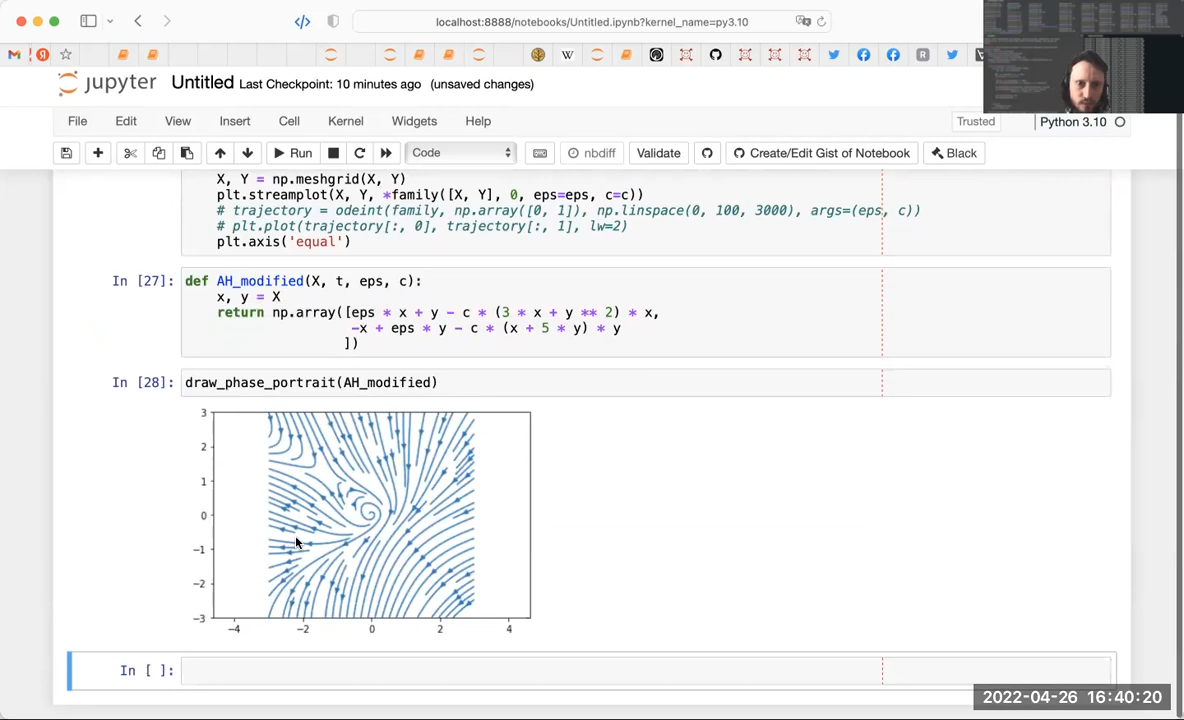 localhost:8888/notebooks/Untitled.ipynb?kernel_name=py3.10
jupyter Untitled Last Checkpoint: 10 minutes ago (unsaved changes)
File Edit View Insert Cell Kernel Widgets Help Trusted Python 3.10
Run Code nbdiff Validate Create/Edit Gist of Notebook Black
X, Y = np.meshgrid(X, Y)
plt.streamplot(X, Y, *family([X, Y], 0, eps=eps, c=c))
# trajectory = odeint(family, np.array([0, 1]), np.linspace(0, 100, 3000), args=(eps, c))
# plt.plot(trajectory[:, 0], trajectory[:, 1], lw=2)
plt.axis('equal')
In [27]: def AH_modified(X, t, eps, c):
x, y = X
return np.array([eps * x + y - c * (3 * x + y ** 2) * x,
-x + eps * y - c * (x + 5 * y) * y
])
In [28]: draw_phase_portrait(AH_modified)
3
2
1
0
-1
-2
-3
-4 -2 0 2 4
In [ ]:
2022-04-26 16:40:20